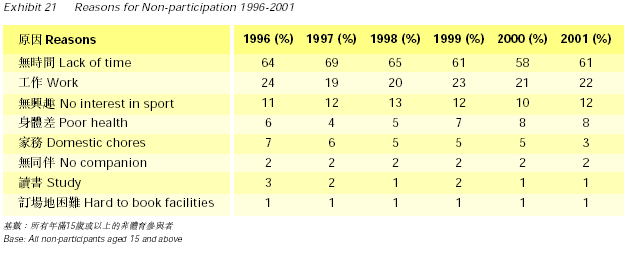 Exhibit 21 Reasons for Non-participation 1996-2001
原因 Reasons 1996 (%) 1997 (%) 1998 (%) 1999 (%) 2000 (%) 2001 (%)
無時間 Lack of time 64 69 65 61 58 61
工作 Work 24 19 20 23 21 22
無興趣 No interest in sport 11 12 13 12 10 12
身體差 Poor health 6 4 5 7 8 8
家務 Domestic chores 7 6 5 5 5 3
無同伴 No companion 2 2 2 2 2 2
讀書 Study 3 2 1 2 1 1
訂場地困難 Hard to book facilities 1 1 1 1 1 1
基數：所有年滿15歲或以上的非體育參與者
Base: All non-participants aged 15 and above